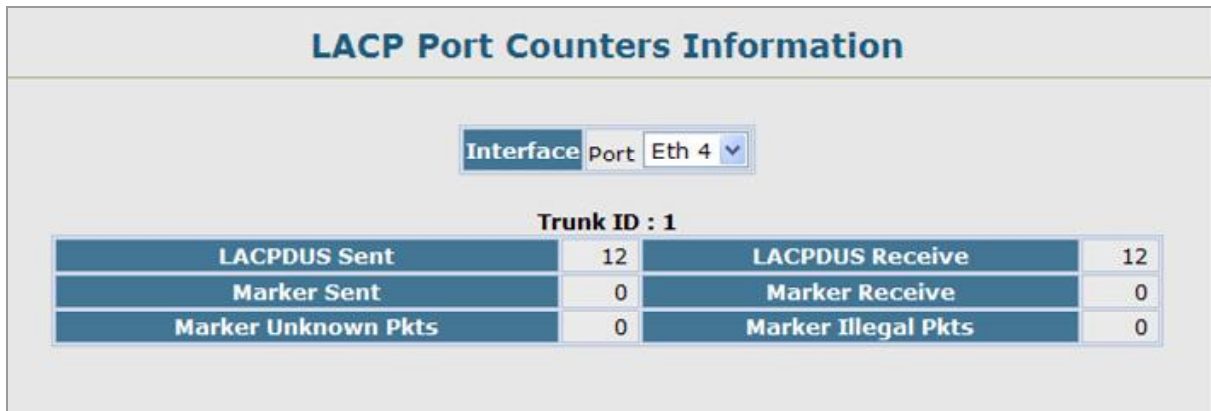 LACP Port Counters Information
Interface Port Eth 4
Trunk ID : 1
LACPDUS Sent 12 LACPDUS Receive 12
Marker Sent 0 Marker Receive 0
Marker Unknown Pkts 0 Marker Illegal Pkts 0